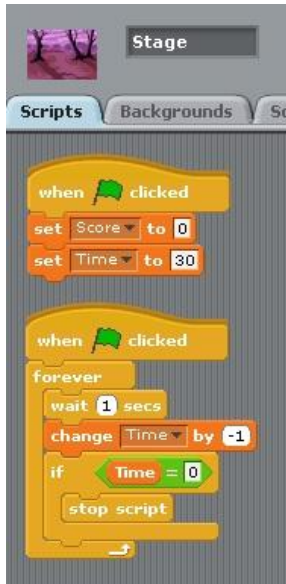 Stage
Scripts Backgrounds
when clicked
set Score to 0
set Time to 30
when clicked
forever
wait 1 secs
change Time by -1
if Time = 0
stop script